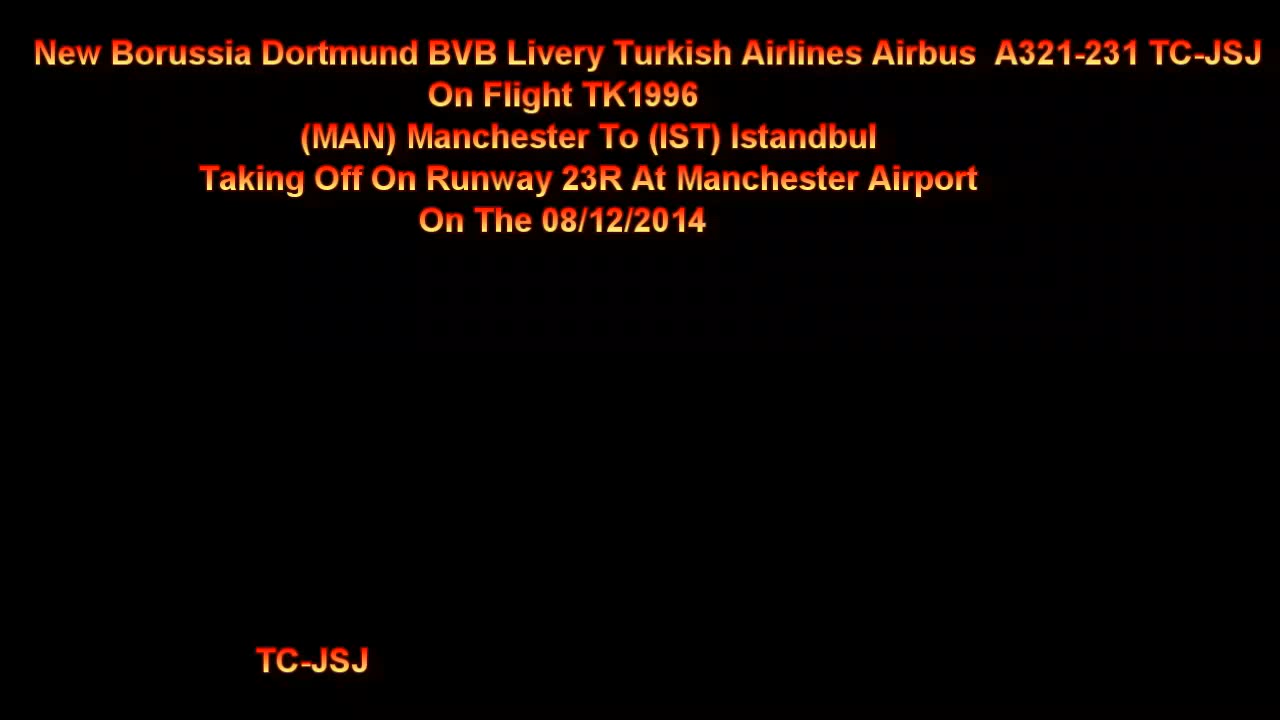 New Borussia Dortmund BVB Livery Turkish Airlines Airbus  A321-231 TC-JSJ
On Flight TK1996
(MAN) Manchester To (IST) Istandbul
Taking Off On Runway 23R At Manchester Airport
On The 08/12/2014
TC-JSJ